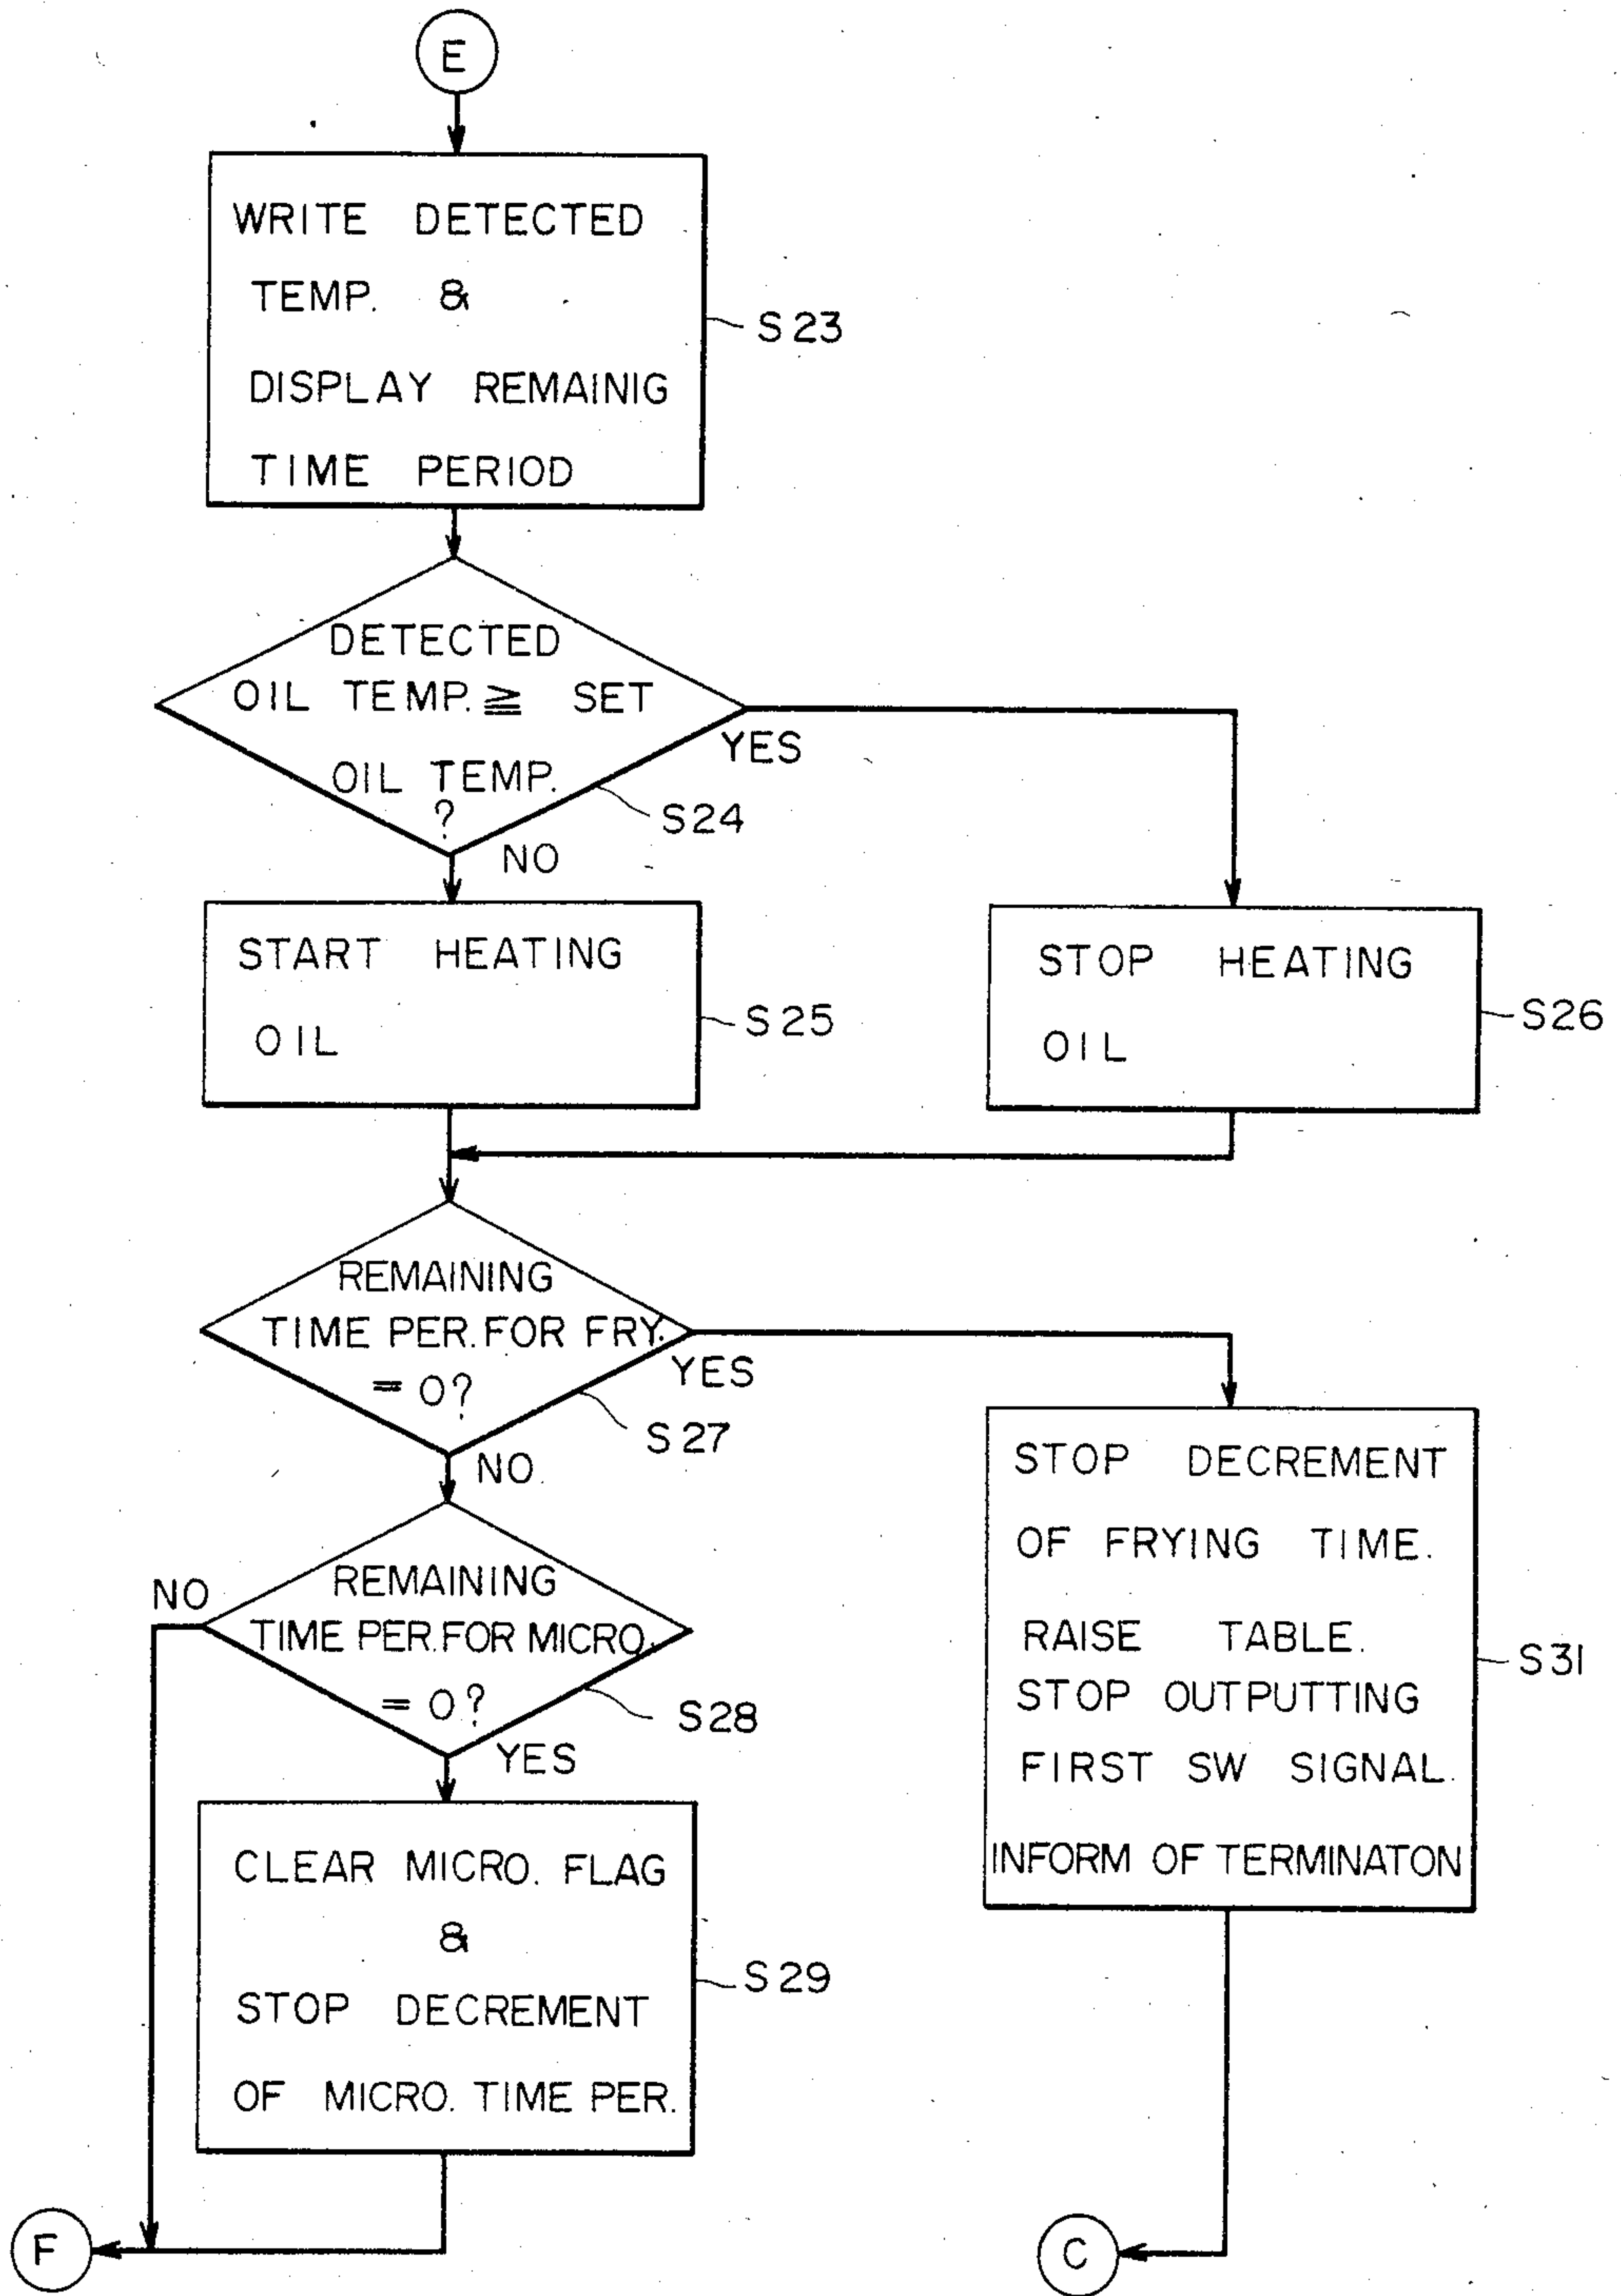 E
WRITE DETECTED
TEMP. &
DISPLAY REMAINIG
TIME PERIOD
S23
DETECTED
OIL TEMP. ≧ SET
OIL TEMP.
?
YES
S24
NO
START HEATING
OIL
S25
STOP HEATING
OIL
S26
REMAINING
TIME PER. FOR FRY.
= 0?
YES
S27
NO
REMAINING
TIME PER. FOR MICRO.
= 0?
NO
S28
YES
CLEAR MICRO. FLAG
&
STOP DECREMENT
OF MICRO. TIME PER.
S29
STOP DECREMENT
OF FRYING TIME.
RAISE TABLE.
STOP OUTPUTTING
FIRST SW SIGNAL.
INFORM OF TERMINATON
S31
F
C